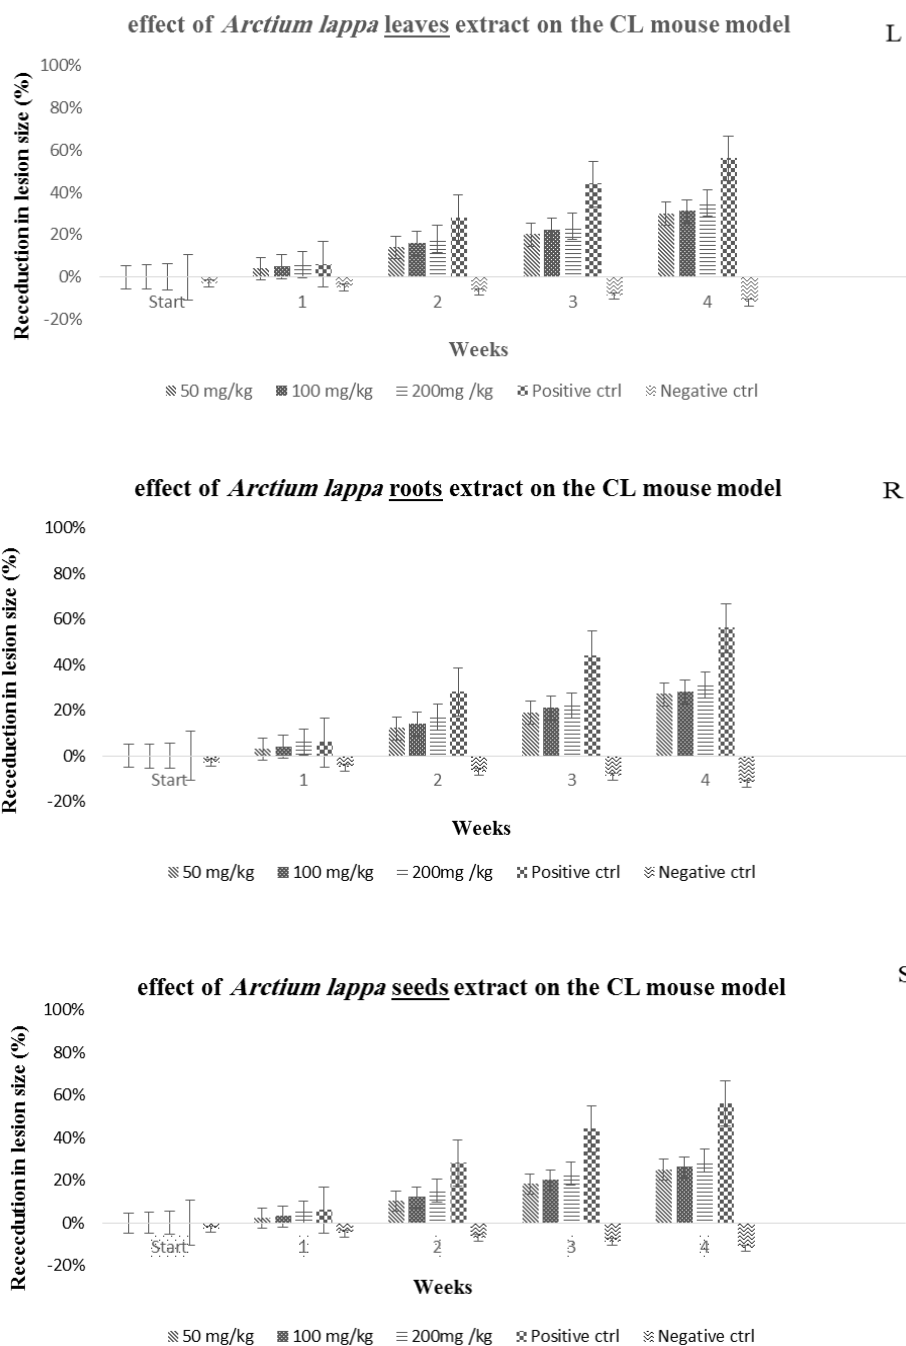 effect of Arctium lappa leaves extract on the CL mouse model
L
Receduction in lesion size (%)
100%
80%
60%
40%
20%
0%
-20%
Start 1 2 3 4
Weeks
50 mg/kg 100 mg/kg 200mg /kg Positive ctrl Negative ctrl
effect of Arctium lappa roots extract on the CL mouse model
R
Receduction in lesion size (%)
100%
80%
60%
40%
20%
0%
-20%
Start 1 2 3 4
Weeks
50 mg/kg 100 mg/kg 200mg /kg Positive ctrl Negative ctrl
effect of Arctium lappa seeds extract on the CL mouse model
S
Rececdution in lesion size (%)
100%
80%
60%
40%
20%
0%
-20%
Start 1 2 3 4
Weeks
50 mg/kg 100 mg/kg 200mg /kg Positive ctrl Negative ctrl